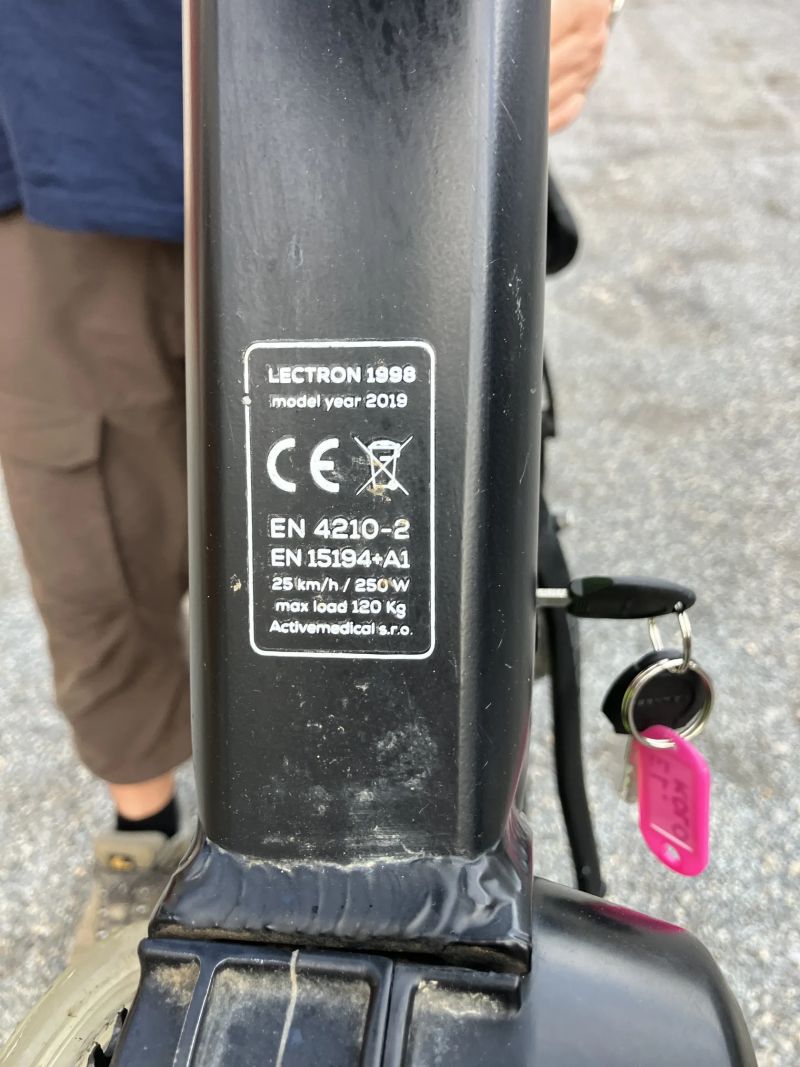 LECTRON 1998
model year 2019
CE
EN 4210-2
EN 15194+A1
25 km/h / 250 W
max load 120 Kg
Activemedical s.r.o.